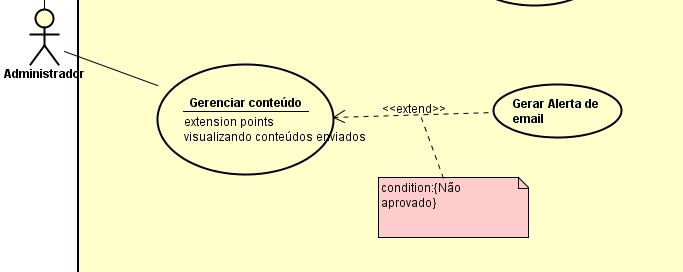 Administrador
Gerenciar conteúdo
extension points
visualizando conteúdos enviados
<<extend>>
Gerar Alerta de
email
condition:{Não
aprovado}